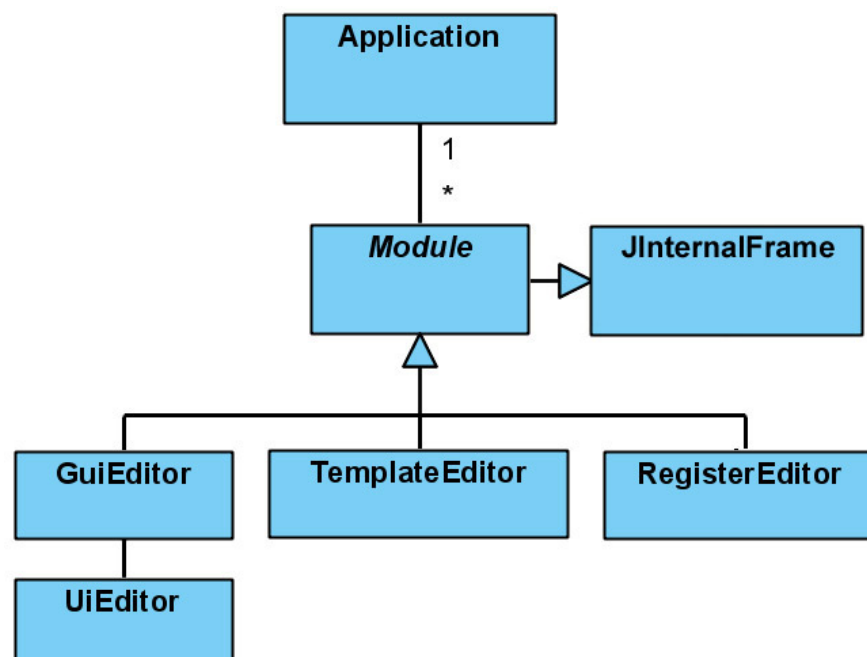 Application
1
*
Module
JInternalFrame
GuiEditor
TemplateEditor
RegisterEditor
UiEditor